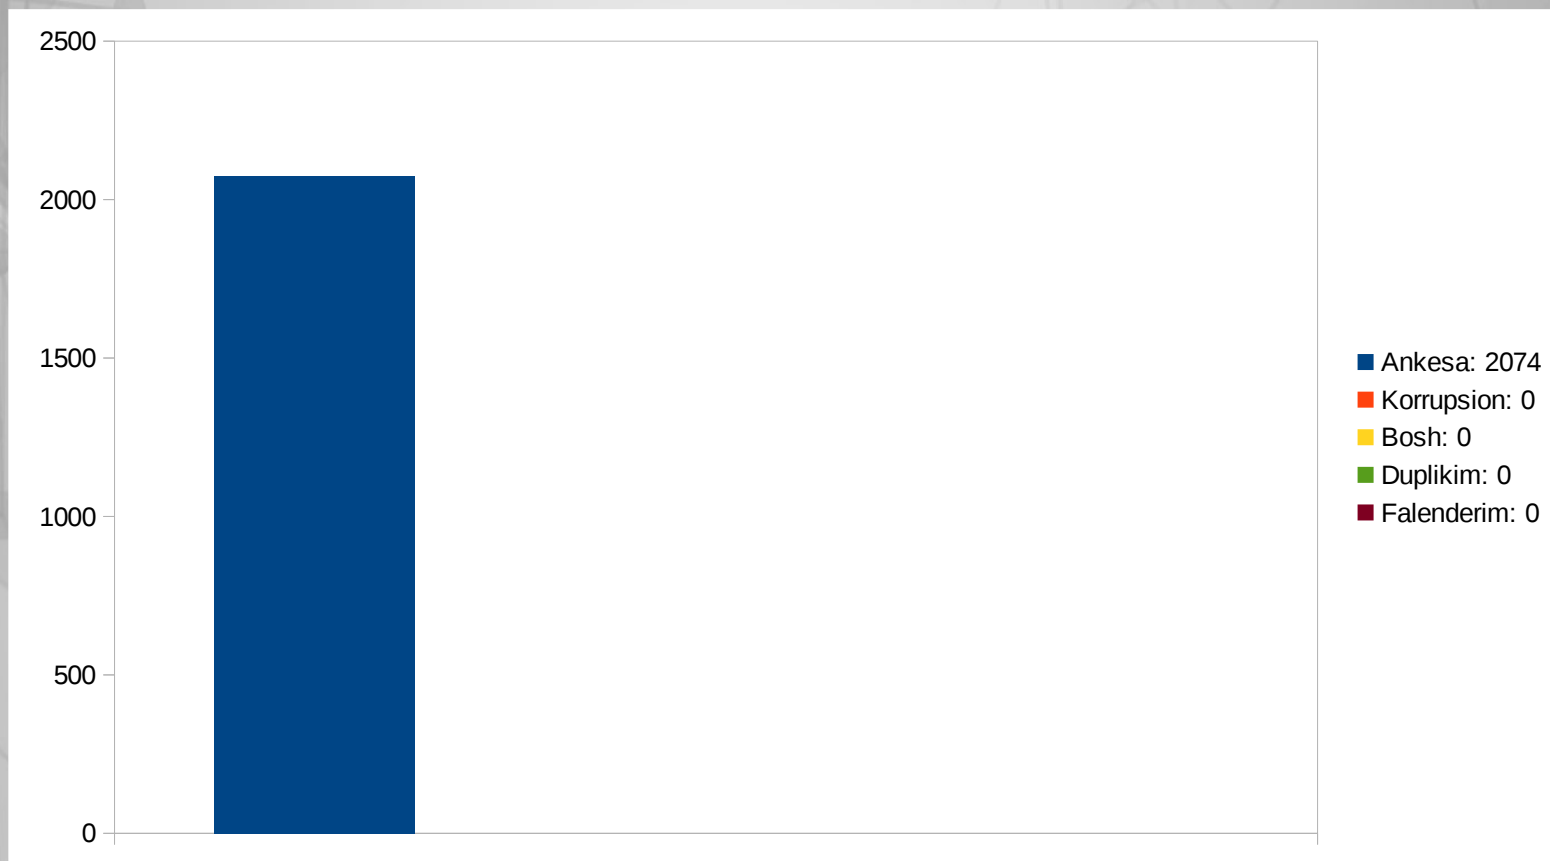 2500
2000
1500
1000
500
0
Ankesa: 2074
Korrupsion: 0
Bosh: 0
Duplikim: 0
Falenderim: 0